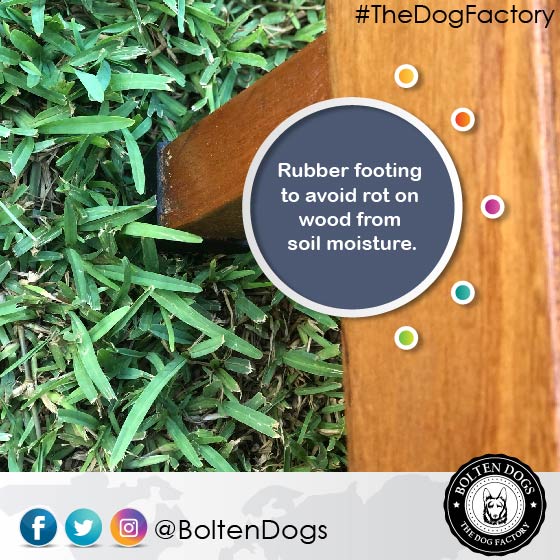 #TheDogFactory
Rubber footing
to avoid rot on
wood from
soil moisture.
@BoltenDogs
BOLTEN DOGS
THE DOG FACTORY